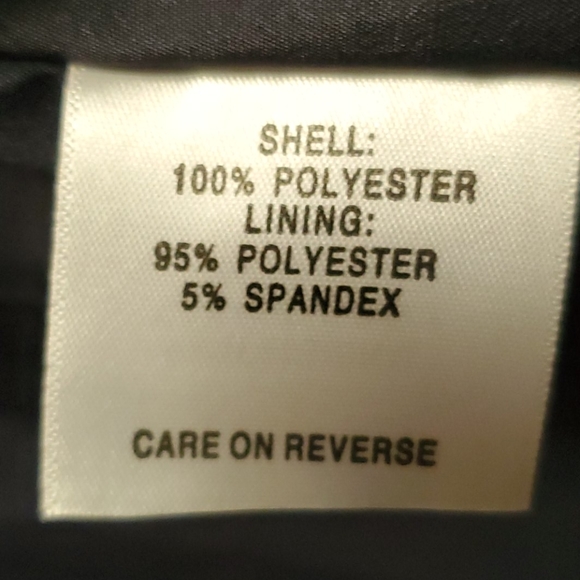 SHELL:
100% POLYESTER
LINING:
95% POLYESTER
5% SPANDEX
CARE ON REVERSE